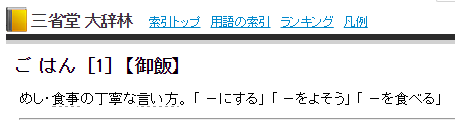 三省堂 大辞林 索引トップ 用語の索引 ランキング 凡例
ご はん [1] 【御飯】
めし・食事の丁寧な言い方。「－にする」「－をよそう」「－を食べる」